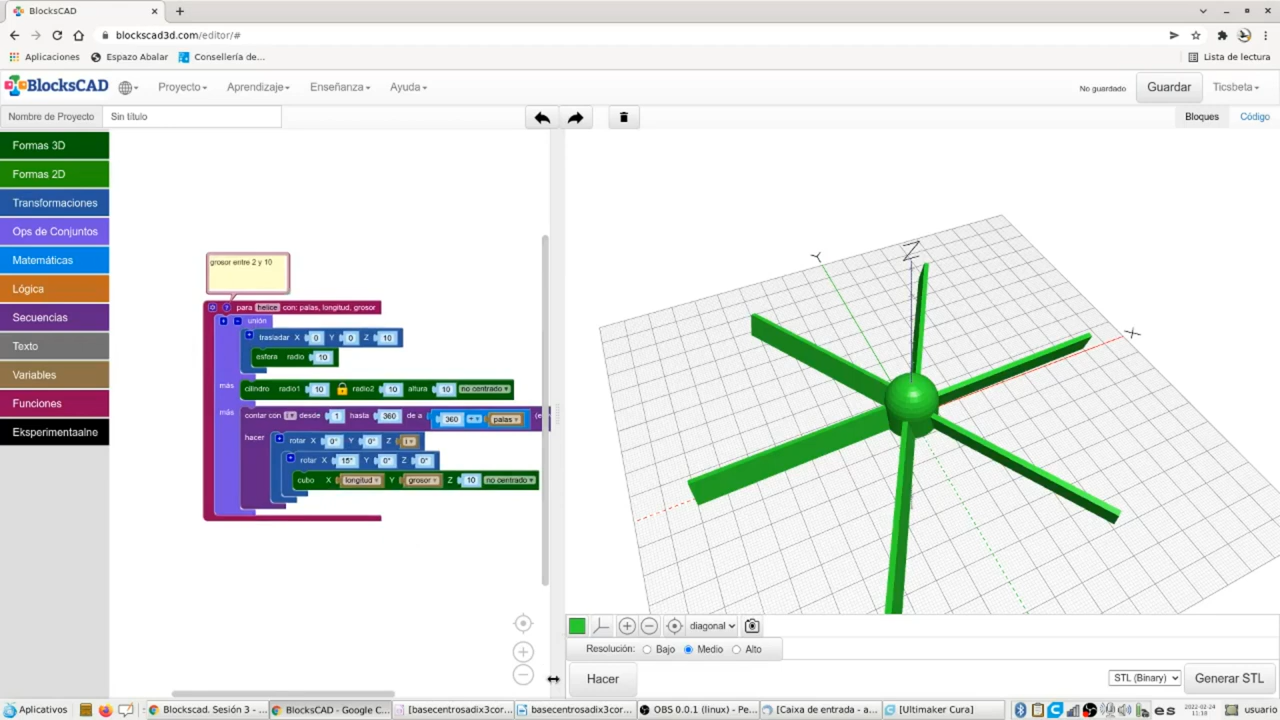 BlocksCAD
blockscad3d.com/editor/#
Aplicaciones Espazo Abalar Consellería de... Lista de lectura
BlocksCAD Proyecto Aprendizaje Enseñanza Ayuda No guardado Guardar Ticsbeta
Nombre de Proyecto Sin título Bloques Código
Formas 3D
Formas 2D
Transformaciones
Ops de Conjuntos
Matemáticas
Lógica
Secuencias
Texto
Variables
Funciones
Eksperimentaalne
grosor entre 2 y 10
para helice con: palas, longitud, grosor
unión
trasladar X 0 Y 0 Z 10
esfera radio 10
más cilindro radio1 10 radio2 10 altura 10 no centrado
más contar con i desde 1 hasta 360 de a 360 ÷ palas (e
hacer rotar X 0° Y 0° Z i
rotar X 15° Y 0° Z 0°
cubo X longitud Y grosor Z 10 no centrado
Z
Y
X
diagonal
Resolución: Bajo Medio Alto
Hacer STL (Binary) Generar STL
Aplicativos Blockscad. Sesión 3 -... BlocksCAD - Google C... [basecentrosadix3cor... basecentrosadix3cor... OBS 0.0.1 (linux) - Pe... [Caixa de entrada - a... [Ultimaker Cura] es 2022-02-24 usuario